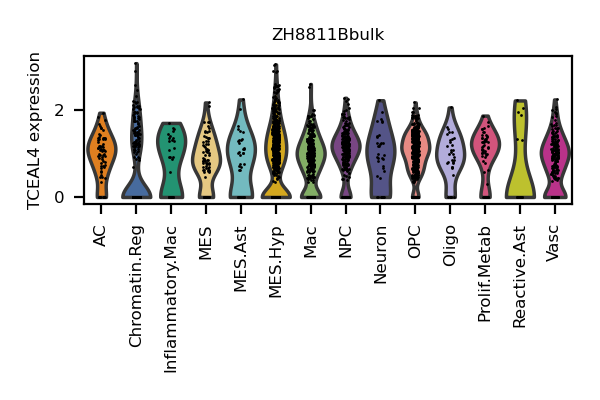 ZH8811Bbulk
TCEAL4 expression
2
0
AC
Chromatin.Reg
Inflammatory.Mac
MES
MES.Ast
MES.Hyp
Mac
NPC
Neuron
OPC
Oligo
Prolif.Metab
Reactive.Ast
Vasc